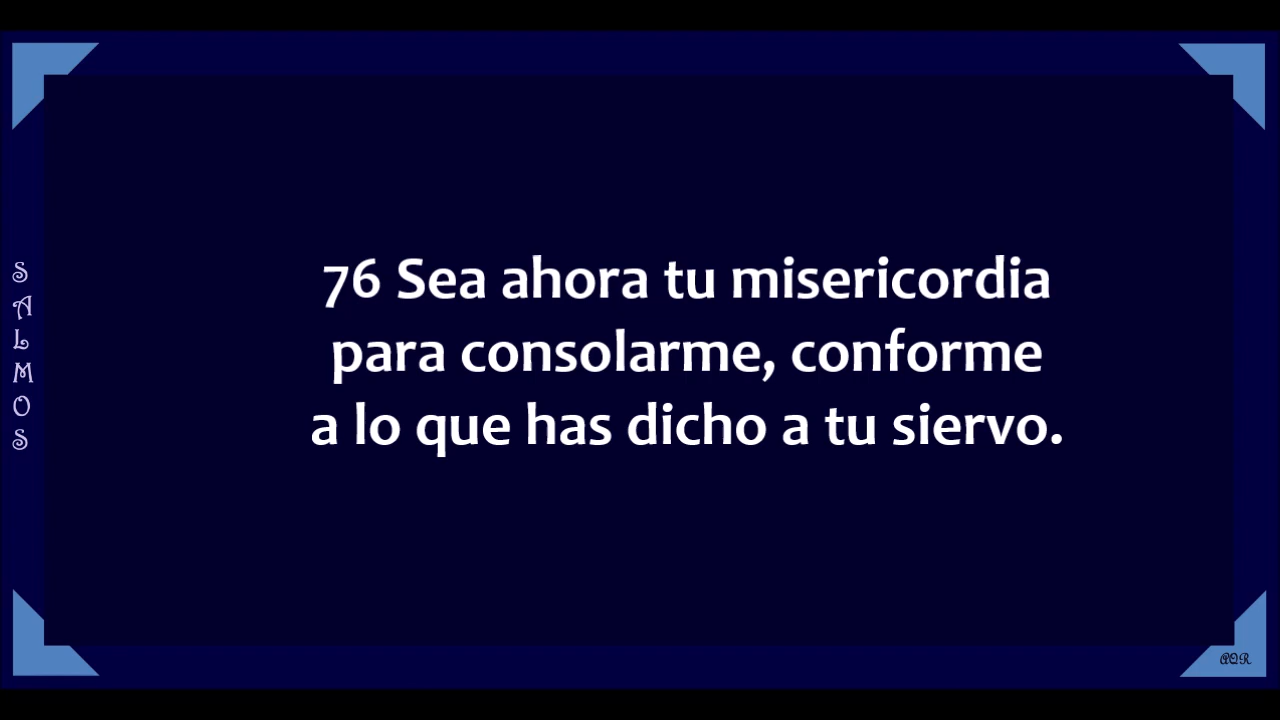 SALMOS
76 Sea ahora tu misericordia
para consolarme, conforme
a lo que has dicho a tu siervo.